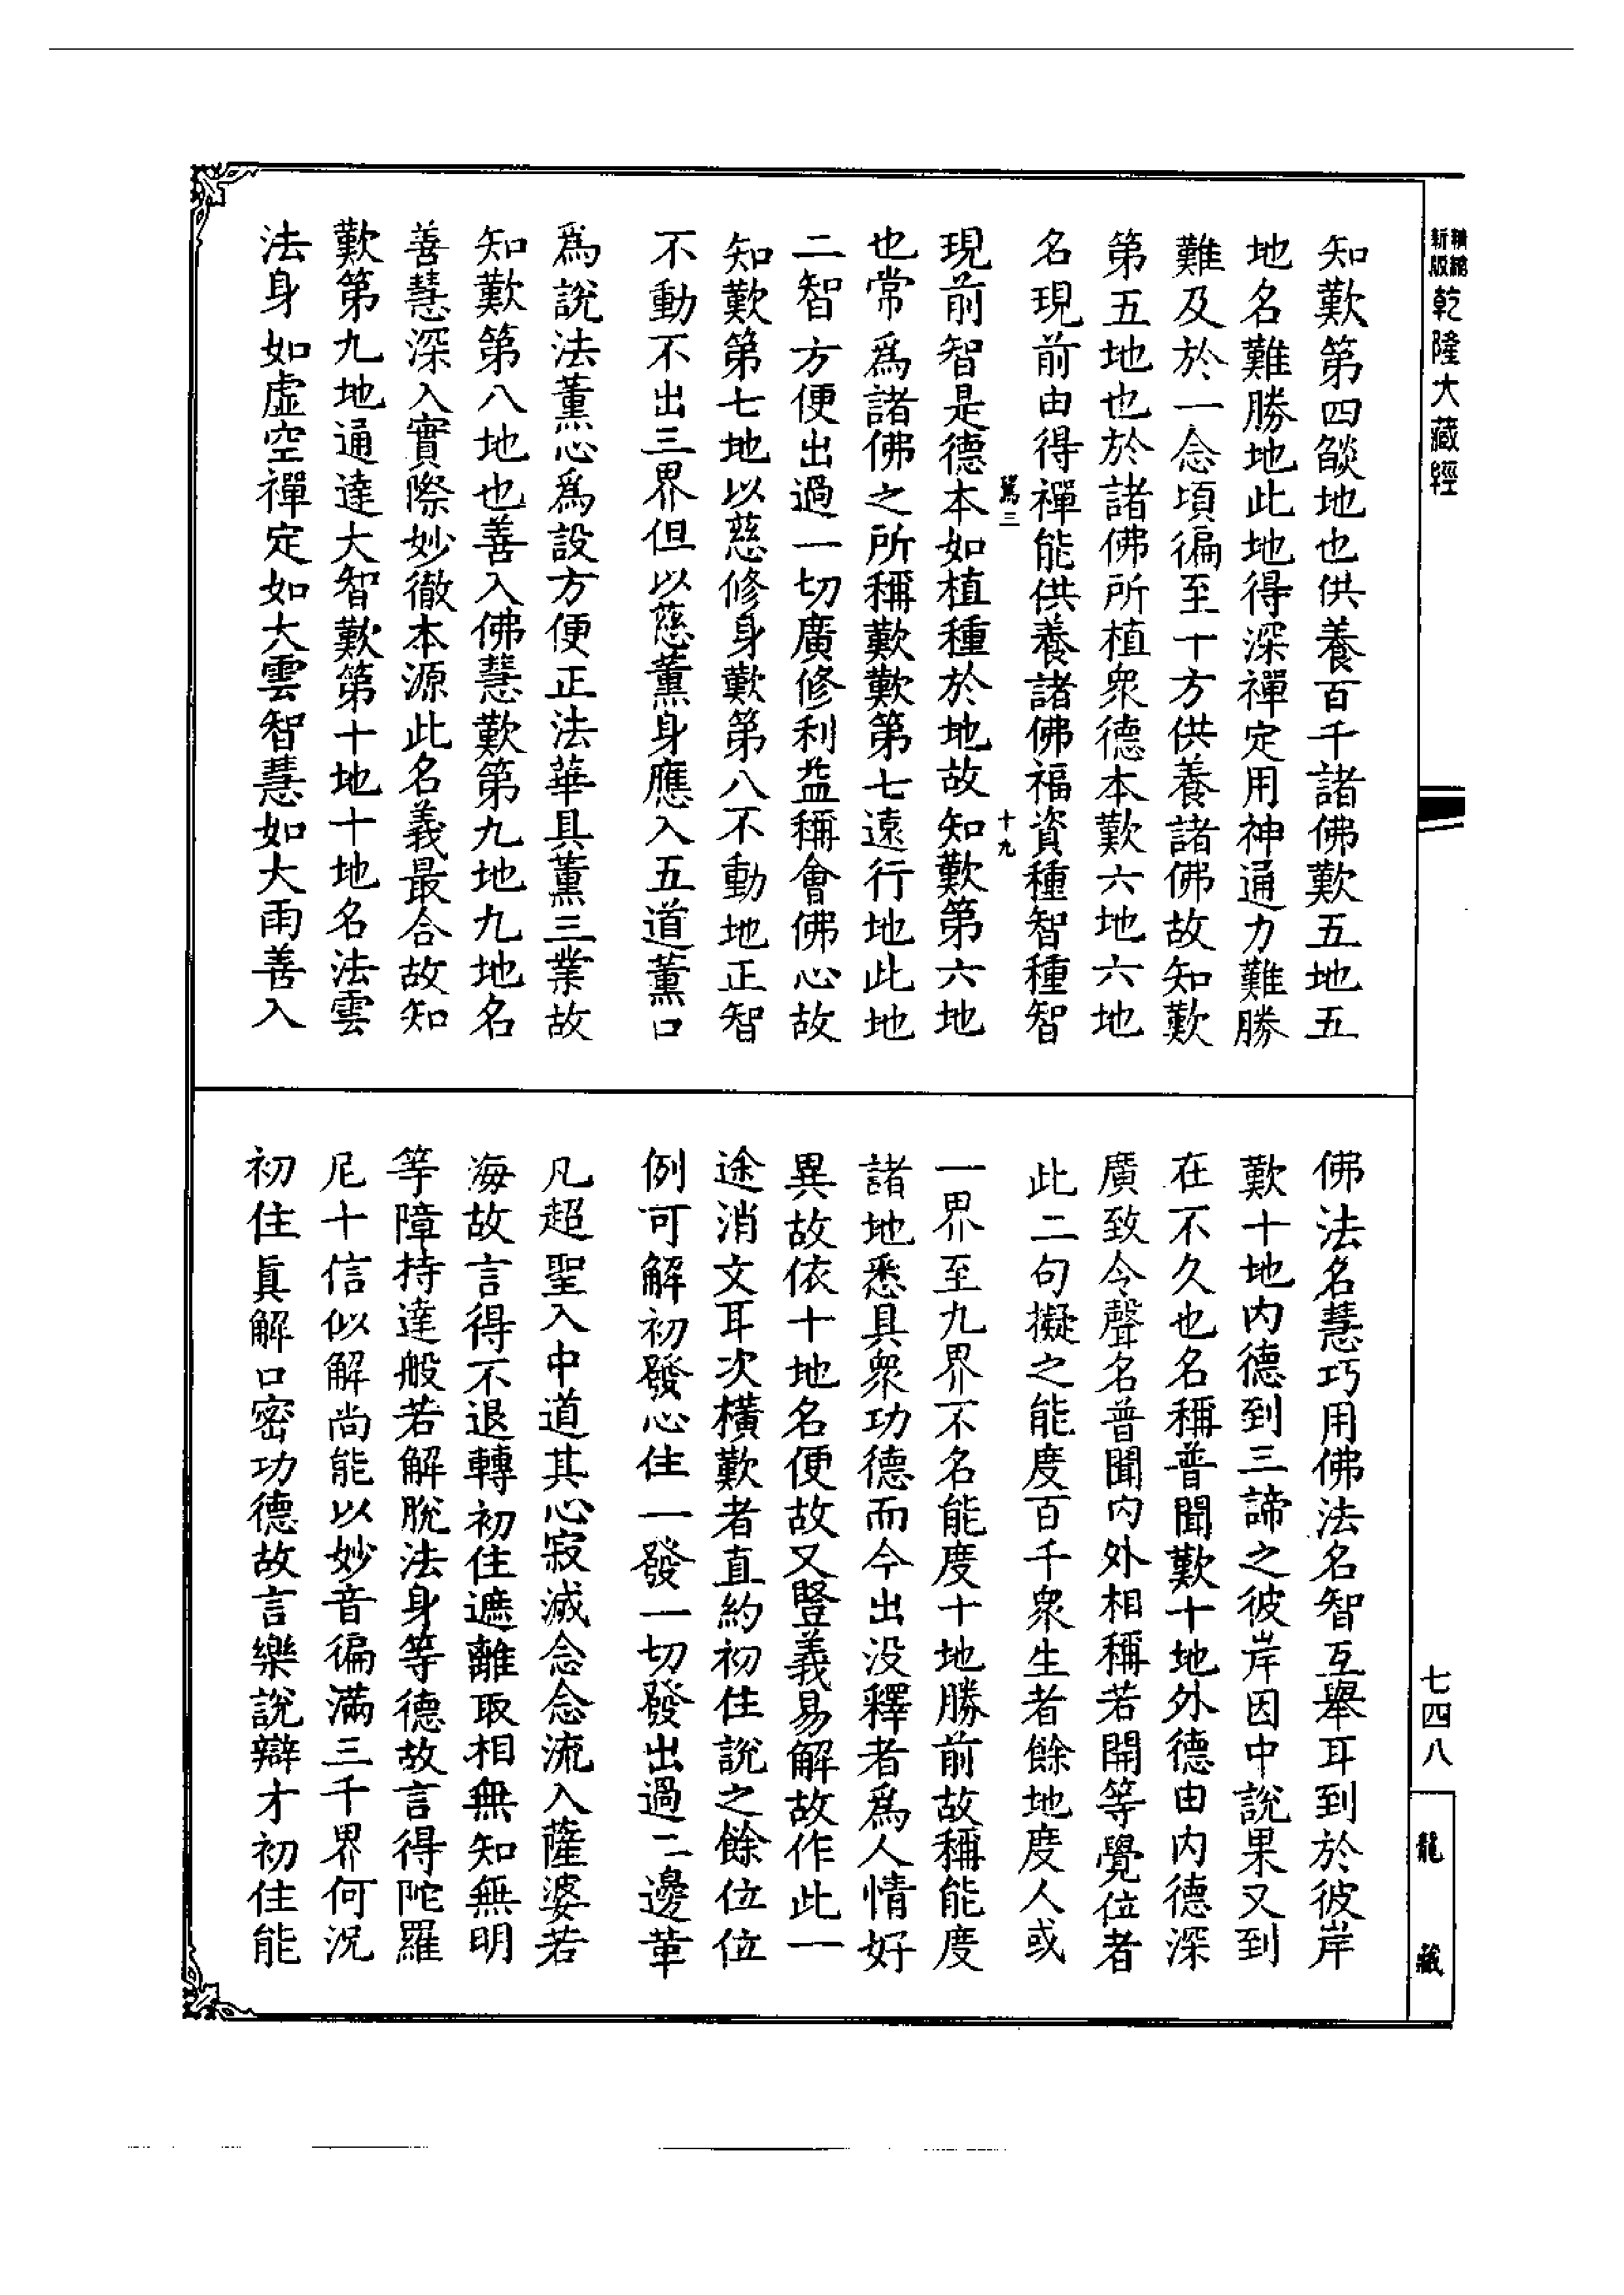 精縮
新版
乾隆大藏經
知歎第四燄地也供養百千諸佛歎五地五
地名難勝地此地得深禪定用神通力難勝
難及於一念頃徧至十方供養諸佛故知歎
第五地也於諸佛所植衆德本歎六地六地
名現前由得禪能供養諸佛福資種智種智
篤三
十九
現前智是德本如植種於地故知歎第六地
也常爲諸佛之所稱歎歎第七遠行地此地
二智方便出過一切廣修利益稱會佛心故
知歎第七地以慈修身歎第八不動地正智
不動不出三界但以慈薰身應入五道薰口
爲說法薰心爲設方便正法華具薰三業故
知歎第八地也善入佛慧歎第九地九地名
善慧深入實際妙徹本源此名義最合故知
歎第九地通達大智歎第十地十地名法雲
法身如虛空禪定如大雲智慧如大雨善入
佛法名慧巧用佛法名智互舉耳到於彼岸
歎十地內德到三諦之彼岸因中說果又到
在不久也名稱普聞歎十地外德由內德深
廣致令聲名普聞內外相稱若開等覺位者
此二句擬之能度百千衆生者餘地度人或
一界至九界不名能度十地勝前故稱能度
諸地悉具衆功德而今出没釋者爲人情好
異故依十地名便故又豎義易解故作此一
途消文耳次橫歎者直約初住說之餘位位
例可解初發心住一發一切發出過二邊革
凡超聖入中道其心寂滅念念流入薩婆若
海故言得不退轉初住遮離取相無知無明
等障持達般若解脫法身等德故言得陀羅
尼十信似解尚能以妙音徧滿三千界何況
初住眞解口密功德故言樂說辯才初住能
七四八
龍藏